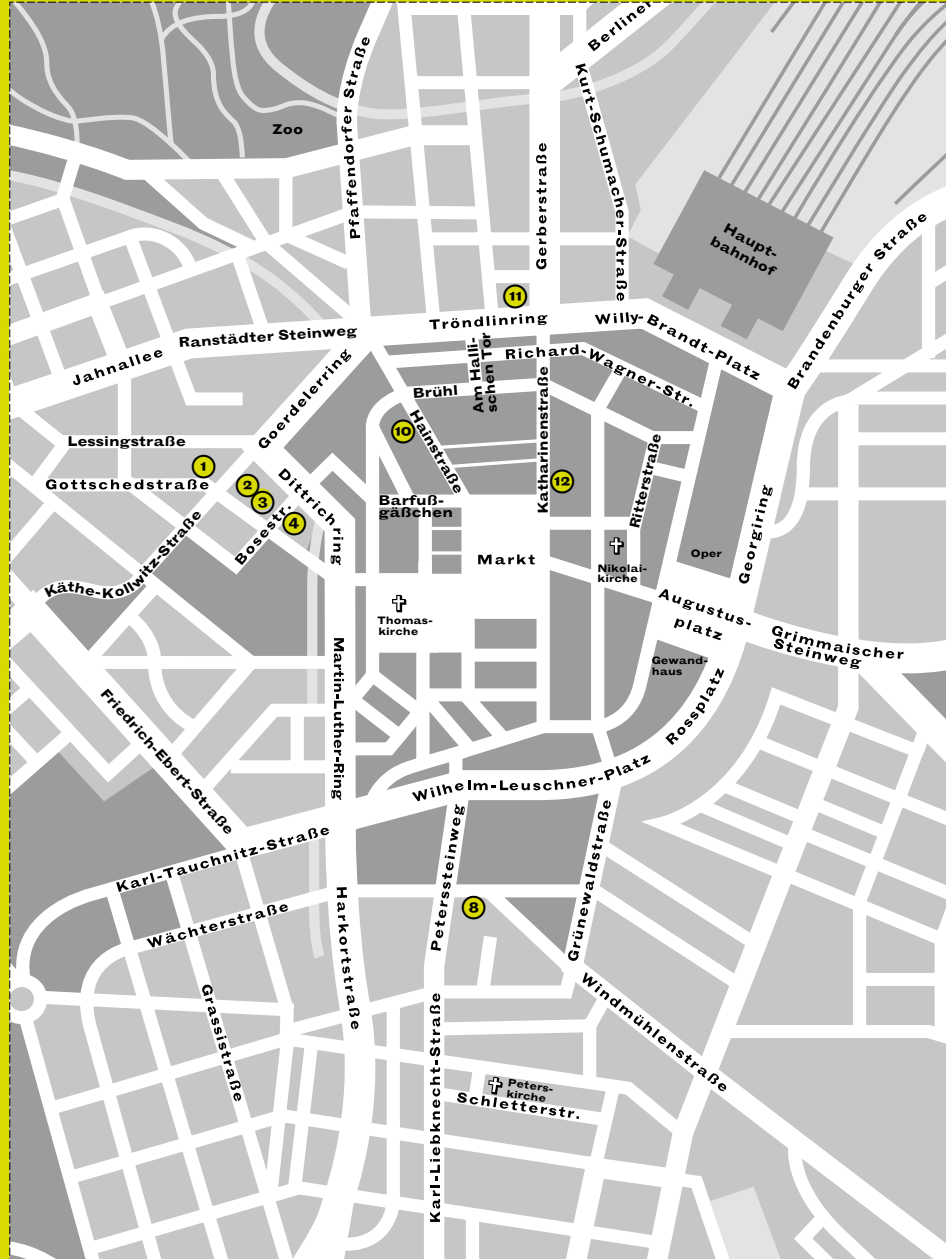 Berliner
Pfaffendorfer Straße
Kurt-Schumacher-Straße
Zoo
Gerberstraße
Haupt-
bahnhof
Brandenburger Straße
11
Tröndlinring
Willy-Brandt-Platz
Ranstädter Steinweg
Jahnallee
Am Halli-
schen Tor
Richard-Wagner-Str.
Goerdelerring
Brühl
Hainstraße
Katharinenstraße
10
Lessingstraße
1
Gottschedstraße
2
3
4
Dittrichring
Bosestr.
12
Ritterstraße
Barfuß-
gäßchen
Georgiring
Käthe-Kollwitz-Straße
Markt
Oper
Nikolai-
kirche
Thomas-
kirche
Augustus-
platz
Grimmaischer
Steinweg
Gewand-
haus
Martin-Luther-Ring
Rossplatz
Friedrich-Ebert-Straße
Wilhelm-Leuschner-Platz
Karl-Tauchnitz-Straße
Peterssteinweg
Grünewaldstraße
Wächterstraße
Harkortstraße
8
Grassistraße
Windmühlenstraße
Karl-Liebknecht-Straße
Peters-
kirche
Schletterstr.